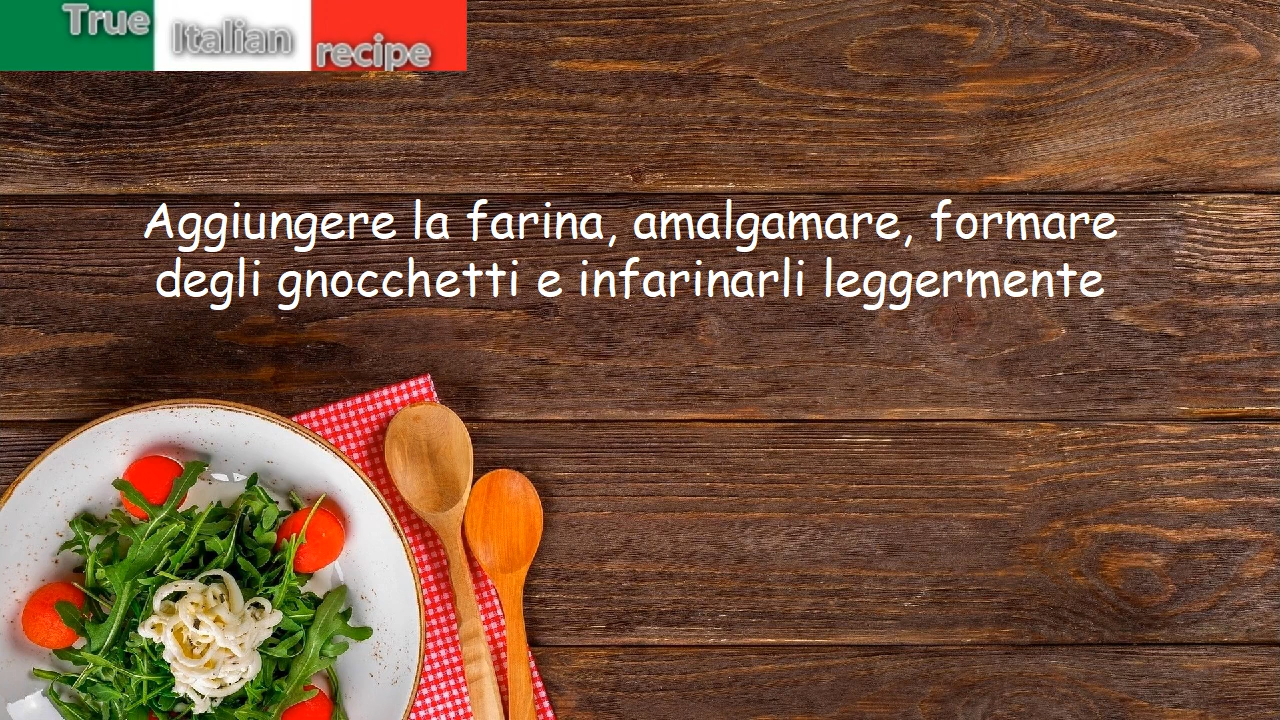 True Italian recipe
Aggiungere la farina, amalgamare, formare
degli gnocchetti e infarinarli leggermente